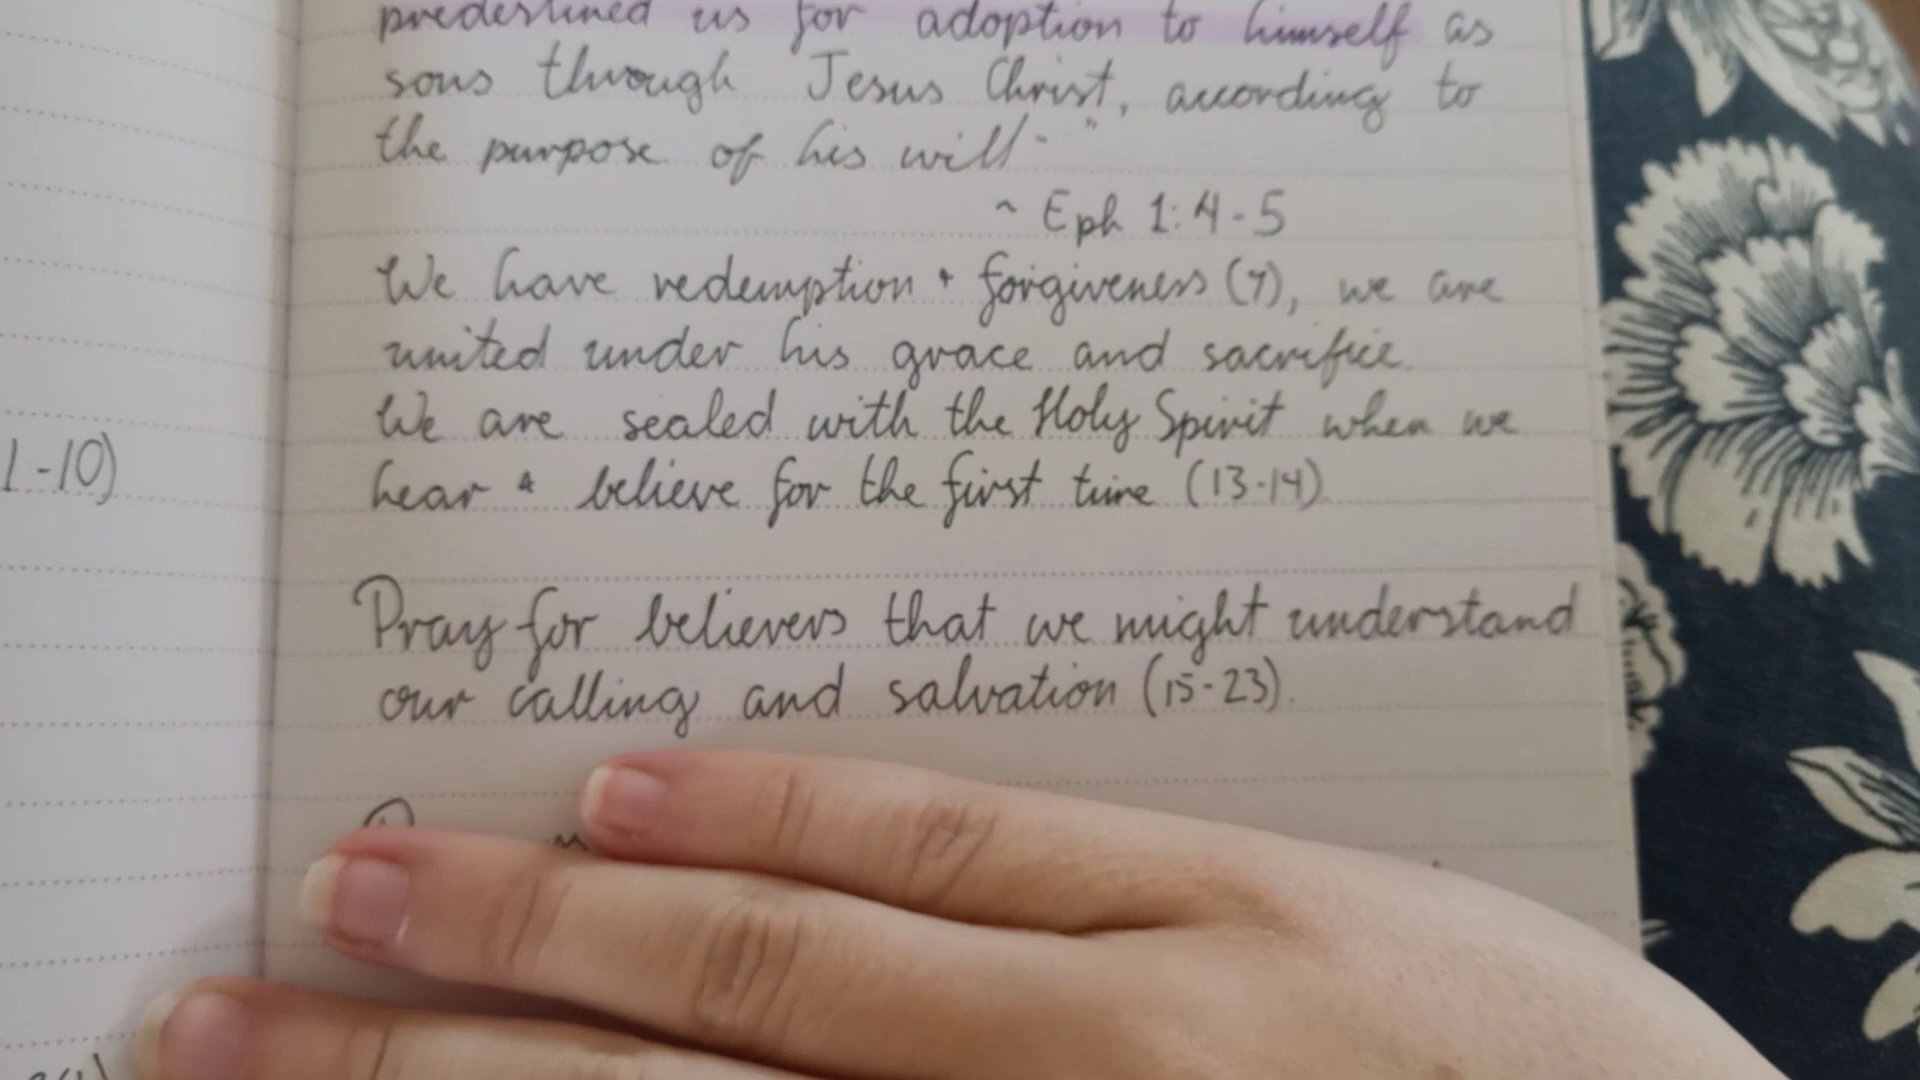 1-10)
predestined us for adoption to himself as
sons through Jesus Christ, according to
the purpose of his will-"
~ Eph 1:4-5
We have redemption + forgiveness (7), we are
united under his grace and sacrifice.
We are sealed with the Holy Spirit when we
hear & believe for the first time (13-14)
Pray for believers that we might understand
our calling and salvation (15-23).